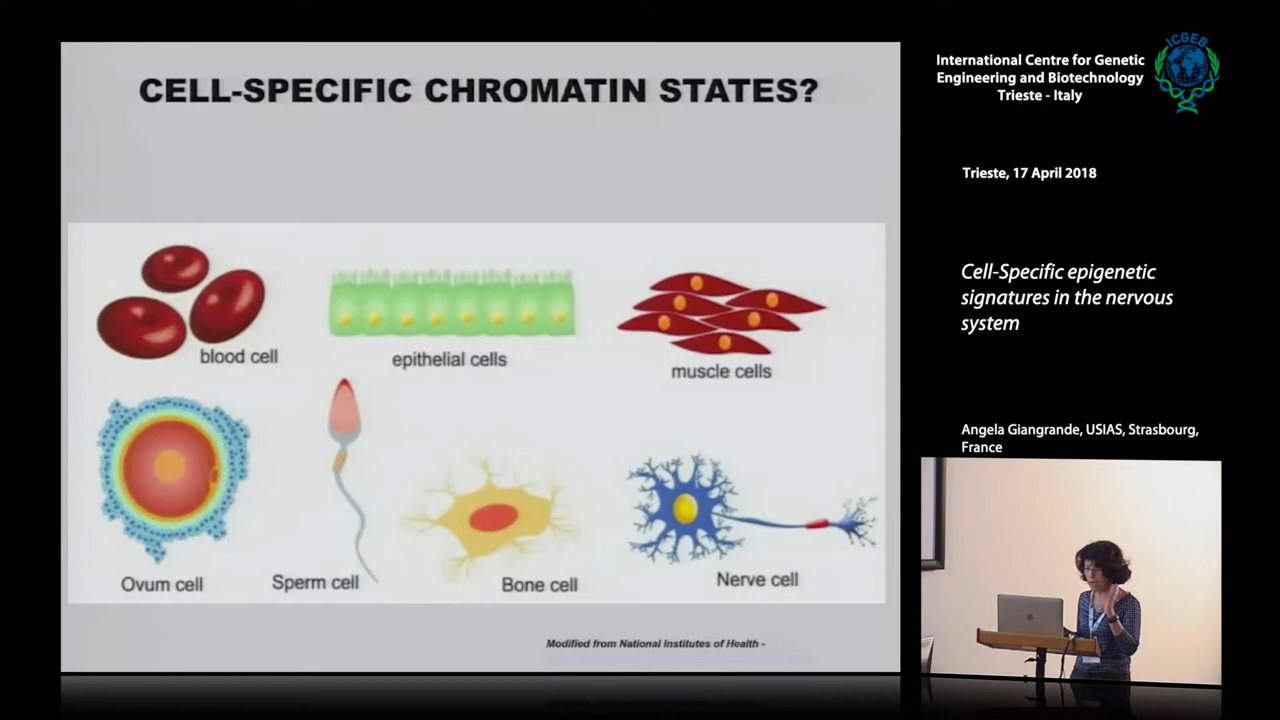 CELL-SPECIFIC CHROMATIN STATES?
blood cell
epithelial cells
muscle cells
Ovum cell
Sperm cell
Bone cell
Nerve cell
Modified from National Institutes of Health -
ICGEB
International Centre for Genetic
Engineering and Biotechnology
Trieste - Italy
Trieste, 17 April 2018
Cell-Specific epigenetic
signatures in the nervous
system
Angela Giangrande, USIAS, Strasbourg,
France